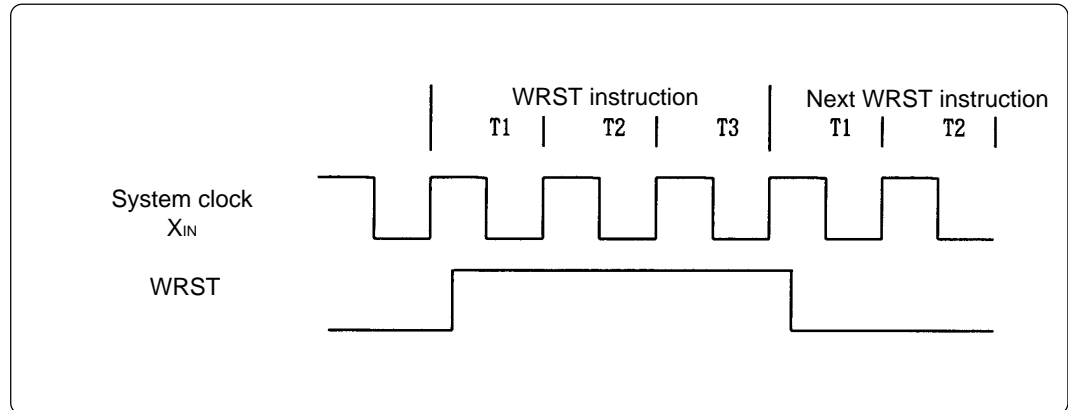 WRST instruction Next WRST instruction
T1 T2 T3 T1 T2
System clock
XIN
WRST